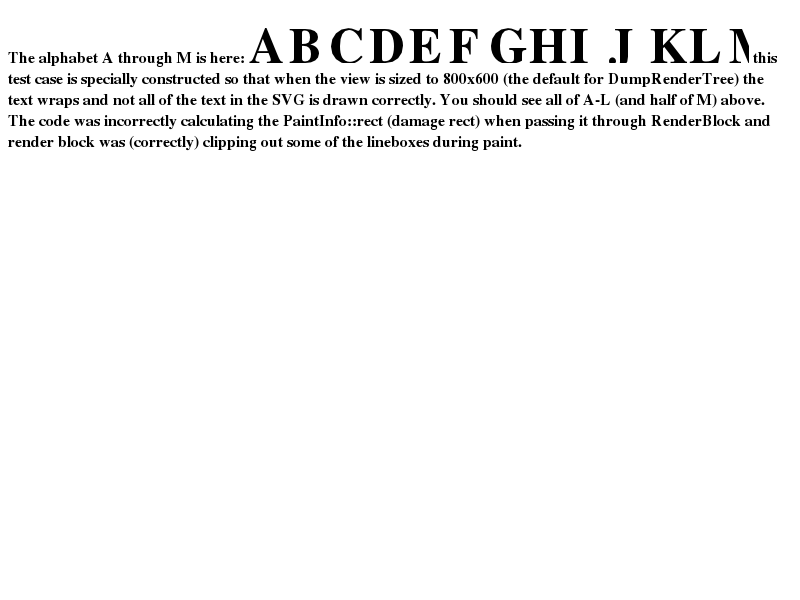 The alphabet A through M is here: A B C D E F G H I J K L M this
test case is specially constructed so that when the view is sized to 800x600 (the default for DumpRenderTree) the
text wraps and not all of the text in the SVG is drawn correctly. You should see all of A-L (and half of M) above.
The code was incorrectly calculating the PaintInfo::rect (damage rect) when passing it through RenderBlock and
render block was (correctly) clipping out some of the lineboxes during paint.